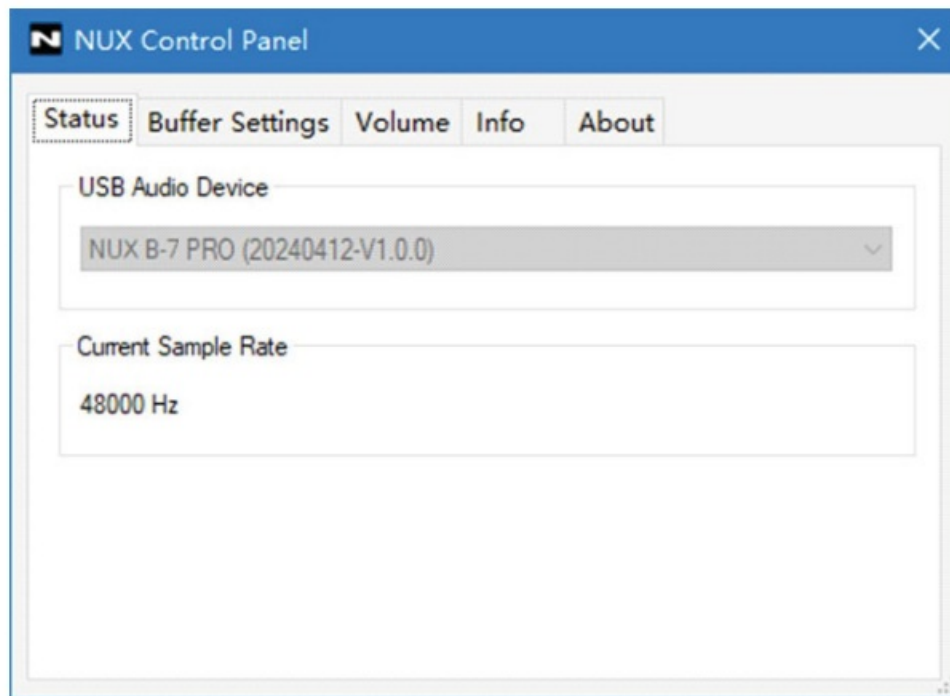 N NUX Control Panel
Status Buffer Settings Volume Info About
USB Audio Device
NUX B-7 PRO (20240412-V1.0.0)
Current Sample Rate
48000 Hz